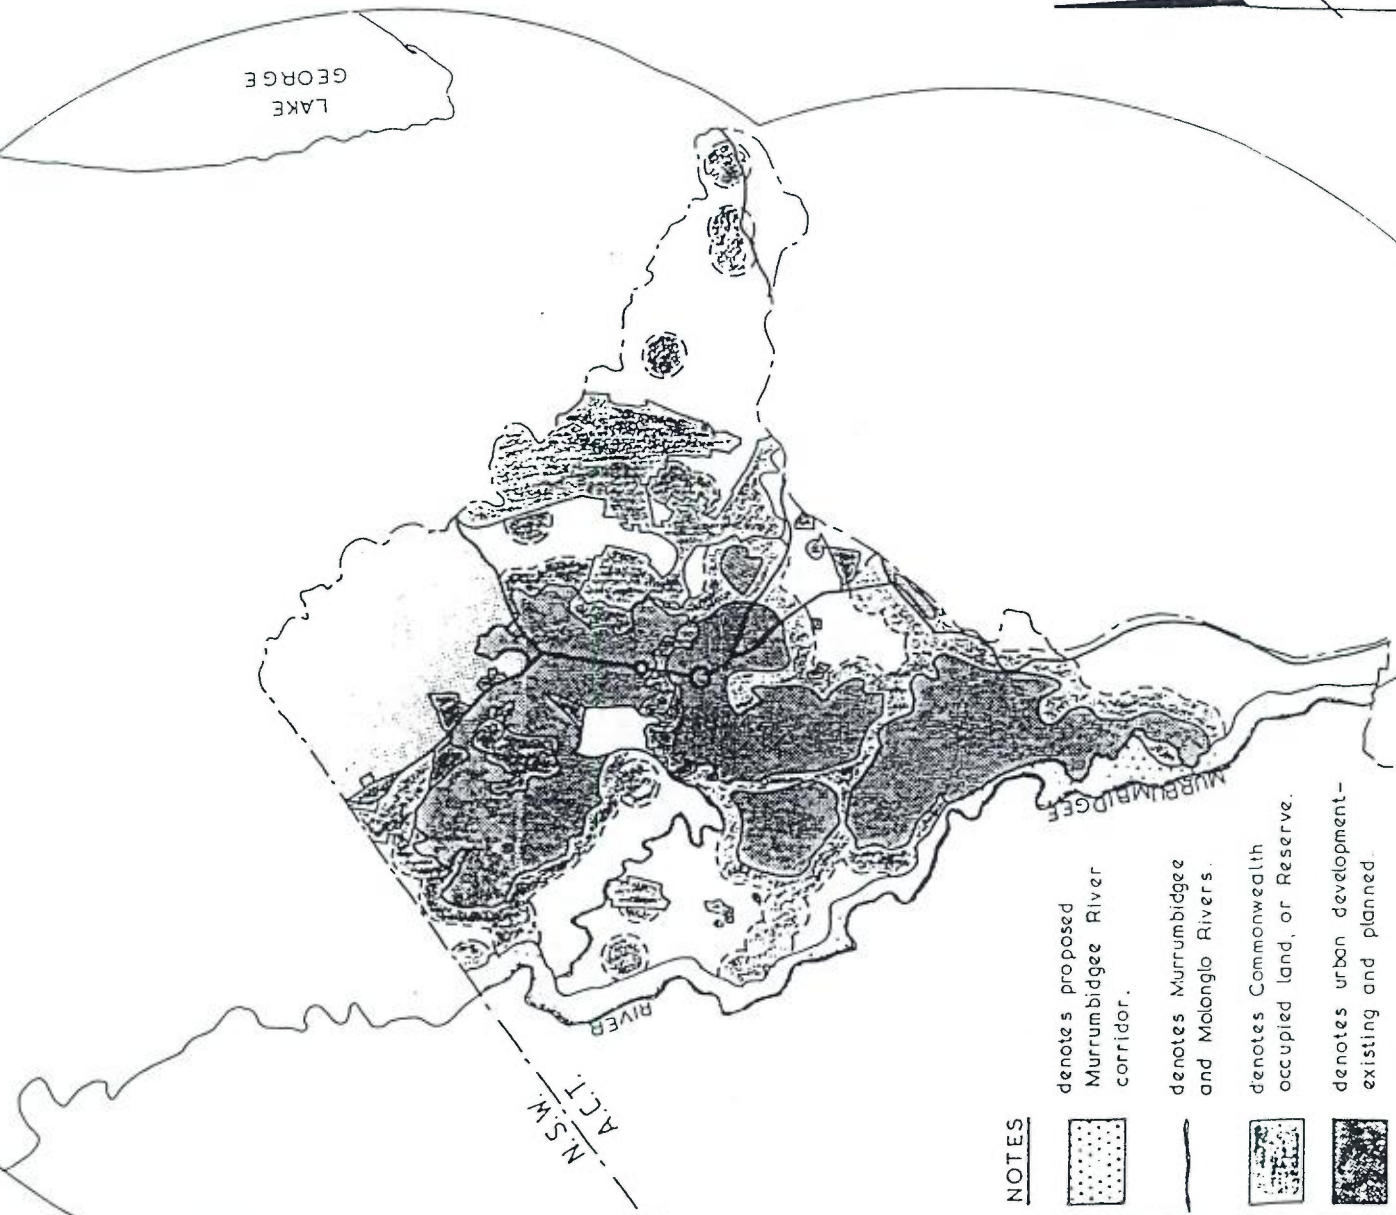 LAKE
GEORGE
MURRUMBIDGEE
RIVER
N.S.W.
A.C.T.
NOTES
denotes proposed
Murrumbidgee River
corridor.
denotes Murrumbidgee
and Molonglo Rivers.
denotes Commonwealth
occupied land, or Reserve.
denotes urban development-
existing and planned.